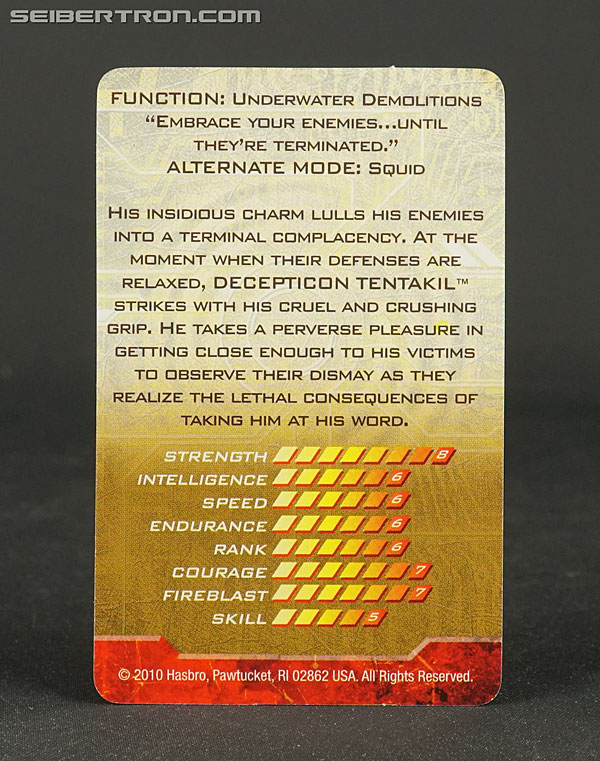 SEIBERTRON.COM
FUNCTION: UNDERWATER DEMOLITIONS
“EMBRACE YOUR ENEMIES...UNTIL
THEY’RE TERMINATED.”
ALTERNATE MODE: SQUID
HIS INSIDIOUS CHARM LULLS HIS ENEMIES
INTO A TERMINAL COMPLACENCY. AT THE
MOMENT WHEN THEIR DEFENSES ARE
RELAXED, DECEPTICON TENTAKIL™
STRIKES WITH HIS CRUEL AND CRUSHING
GRIP. HE TAKES A PERVERSE PLEASURE IN
GETTING CLOSE ENOUGH TO HIS VICTIMS
TO OBSERVE THEIR DISMAY AS THEY
REALIZE THE LETHAL CONSEQUENCES OF
TAKING HIM AT HIS WORD.
STRENGTH 8
INTELLIGENCE 6
SPEED 6
ENDURANCE 6
RANK 6
COURAGE 7
FIREBLAST 7
SKILL 5
© 2010 Hasbro, Pawtucket, RI 02862 USA. All Rights Reserved.